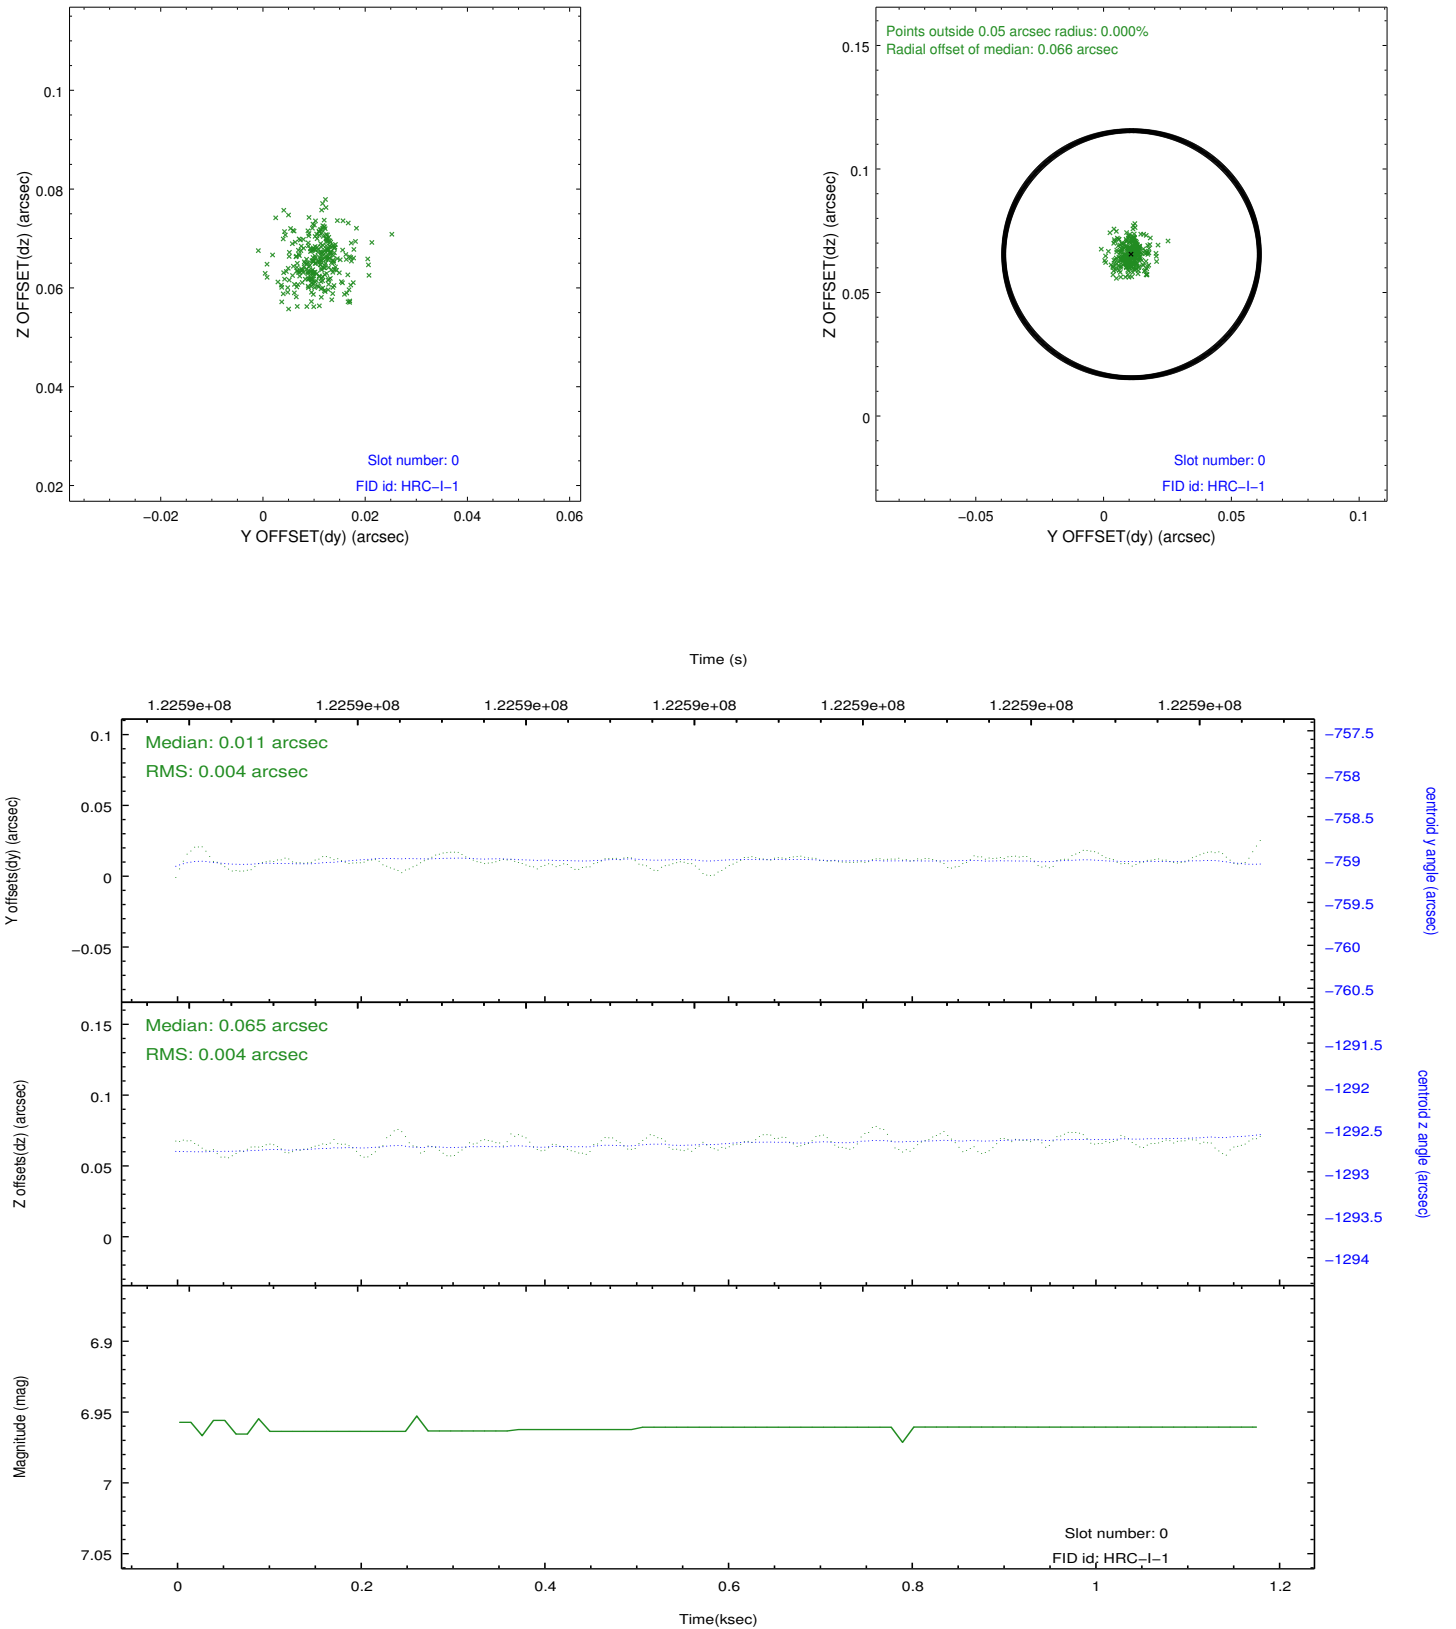 0.1
0.08
0.06
0.04
0.02
Z OFFSET(dz) (arcsec)
Slot number: 0
FID id: HRC−I−1
−0.02 0 0.02 0.04 0.06
Y OFFSET(dy) (arcsec)
Points outside 0.05 arcsec radius: 0.000%
Radial offset of median: 0.066 arcsec
0.15
0.1
0.05
0
Z OFFSET(dz) (arcsec)
Slot number: 0
FID id: HRC−I−1
−0.05 0 0.05 0.1
Y OFFSET(dy) (arcsec)
Time (s)
1.2259e+08 1.2259e+08 1.2259e+08 1.2259e+08 1.2259e+08 1.2259e+08 1.2259e+08
Median: 0.011 arcsec
RMS: 0.004 arcsec
0.1
0.05
0
−0.05
Y offsets(dy) (arcsec)
−757.5
−758
−758.5
−759
−759.5
−760
−760.5
centroid y angle (arcsec)
Median: 0.065 arcsec
RMS: 0.004 arcsec
0.15
0.1
0.05
0
Z offsets(dz) (arcsec)
−1291.5
−1292
−1292.5
−1293
−1293.5
−1294
centroid z angle (arcsec)
6.9
6.95
7
7.05
Magnitude (mag)
Slot number: 0
FID id: HRC−I−1
0 0.2 0.4 0.6 0.8 1 1.2
Time(ksec)